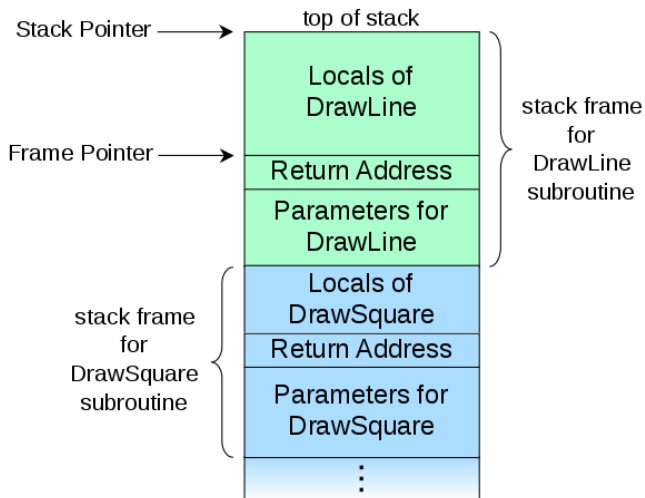 Stack Pointer
top of stack
Locals of
DrawLine
stack frame
for
DrawLine
subroutine
Frame Pointer
Return Address
Parameters for
DrawLine
Locals of
DrawSquare
stack frame
for
DrawSquare
subroutine
Return Address
Parameters for
DrawSquare
⋮